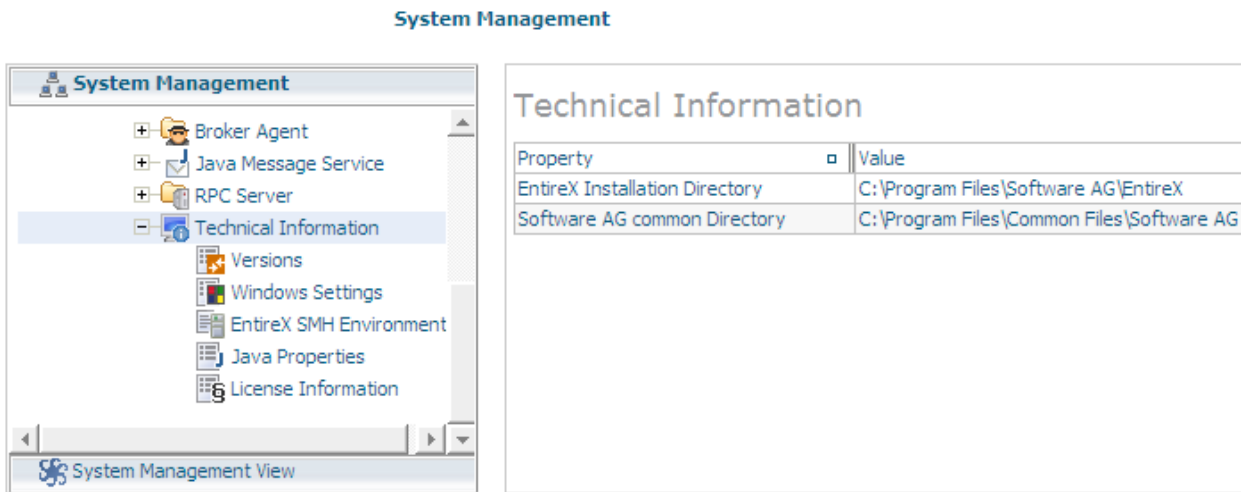 System Management
System Management
Broker Agent
Java Message Service
RPC Server
Technical Information
Versions
Windows Settings
EntireX SMH Environment
Java Properties
License Information
System Management View
Technical Information
Property Value
EntireX Installation Directory C:\Program Files\Software AG\EntireX
Software AG common Directory C:\Program Files\Common Files\Software AG